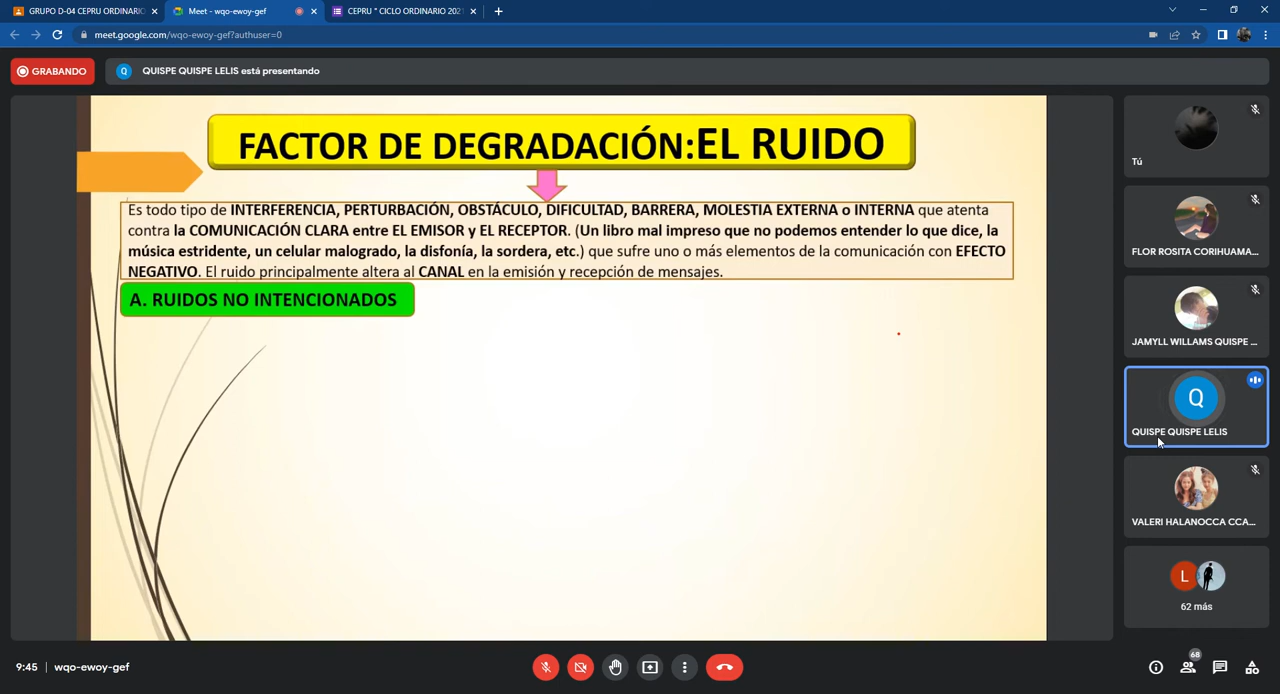 GRUPO D-04 CEPRU ORDINARIO
Meet - wqo-ewoy-gef
CEPRU " CICLO ORDINARIO 2021
meet.google.com/wqo-ewoy-gef?authuser=0
GRABANDO
Q
QUISPE QUISPE LELIS está presentando
FACTOR DE DEGRADACIÓN:EL RUIDO
Es todo tipo de INTERFERENCIA, PERTURBACIÓN, OBSTÁCULO, DIFICULTAD, BARRERA, MOLESTIA EXTERNA o INTERNA que atenta
contra la COMUNICACIÓN CLARA entre EL EMISOR y EL RECEPTOR. (Un libro mal impreso que no podemos entender lo que dice, la
música estridente, un celular malogrado, la disfonía, la sordera, etc.) que sufre uno o más elementos de la comunicación con EFECTO
NEGATIVO. El ruido principalmente altera al CANAL en la emisión y recepción de mensajes.
A. RUIDOS NO INTENCIONADOS
Tú
FLOR ROSITA CORIHUAMA...
JAMYLL WILLAMS QUISPE ...
Q
QUISPE QUISPE LELIS
VALERI HALANOCCA CCA...
L
62 más
9:45
wqo-ewoy-gef
68